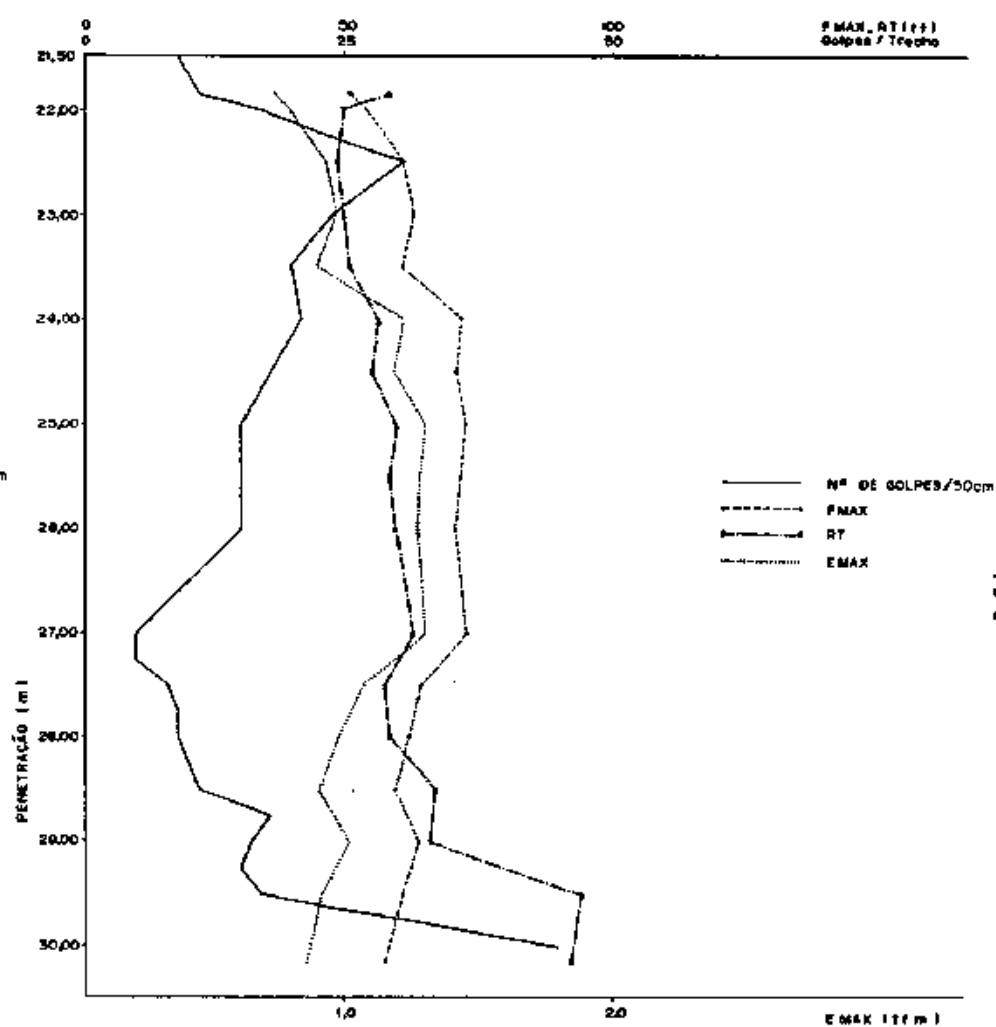 0 50 100 FMAX, RT (tf)
0 25 50 Golpes / Trecho
21,50
22,00
23,00
24,00
25,00
26,00
27,00
28,00
29,00
30,00
PENETRAÇÃO (m)
m
Nº DE GOLPES/50cm
FMAX
RT
EMAX
1,0 2,0 EMAX (tfm)